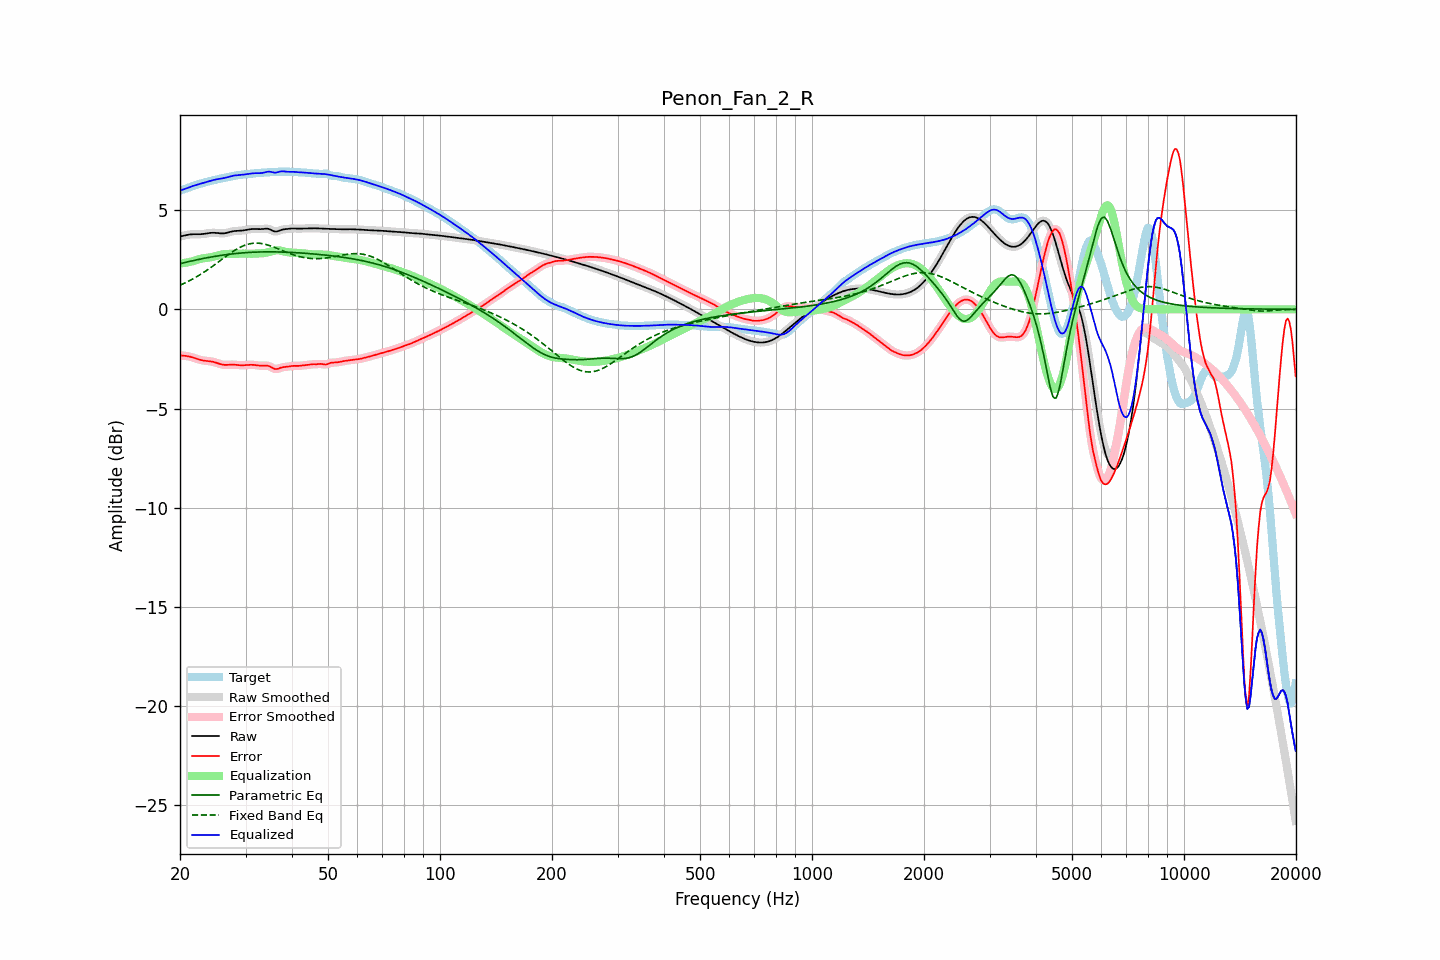 Penon_Fan_2_R
Amplitude (dBr)
5
0
−5
−10
−15
−20
−25
Target
Raw Smoothed
Error Smoothed
Raw
Error
Equalization
Parametric Eq
Fixed Band Eq
Equalized
20 50 100 200 500 1000 2000 5000 10000 20000
Frequency (Hz)